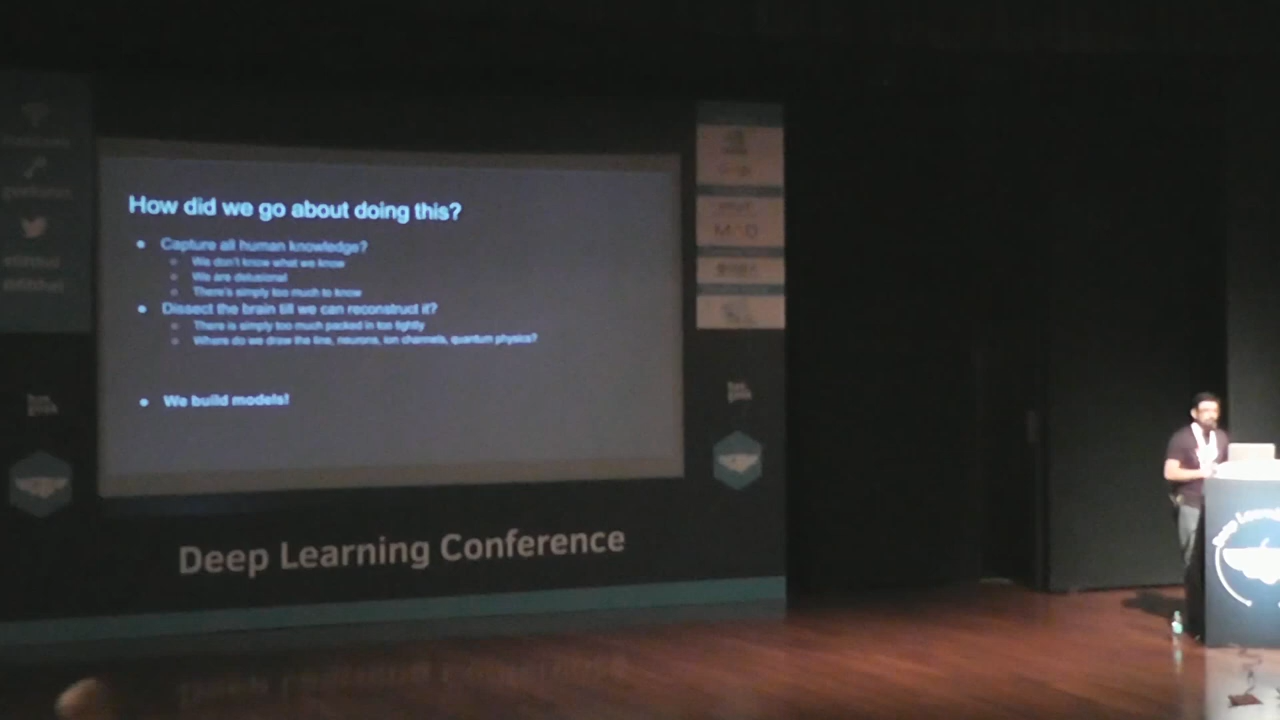 How did we go about doing this?
• Capture all human knowledge?
○ We don't know what we know
○ We are delusional
○ There's simply too much to know
• Dissect the brain till we can reconstruct it?
○ There is simply too much packed in too tightly
○ Where do we draw the line, neurons, ion channels, quantum physics?
• We build models!
Deep Learning Conference